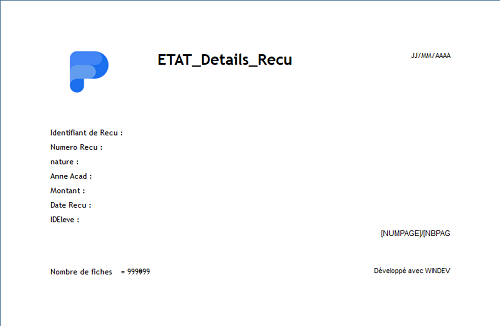 ETAT_Details_Recu
JJ/MM/AAAA
Identifiant de Recu :
Numero Recu :
nature :
Anne Acad :
Montant :
Date Recu :
IDEleve :
[NUMPAGE]/[NBPAG
Nombre de fiches = 999@99
Développé avec WINDEV